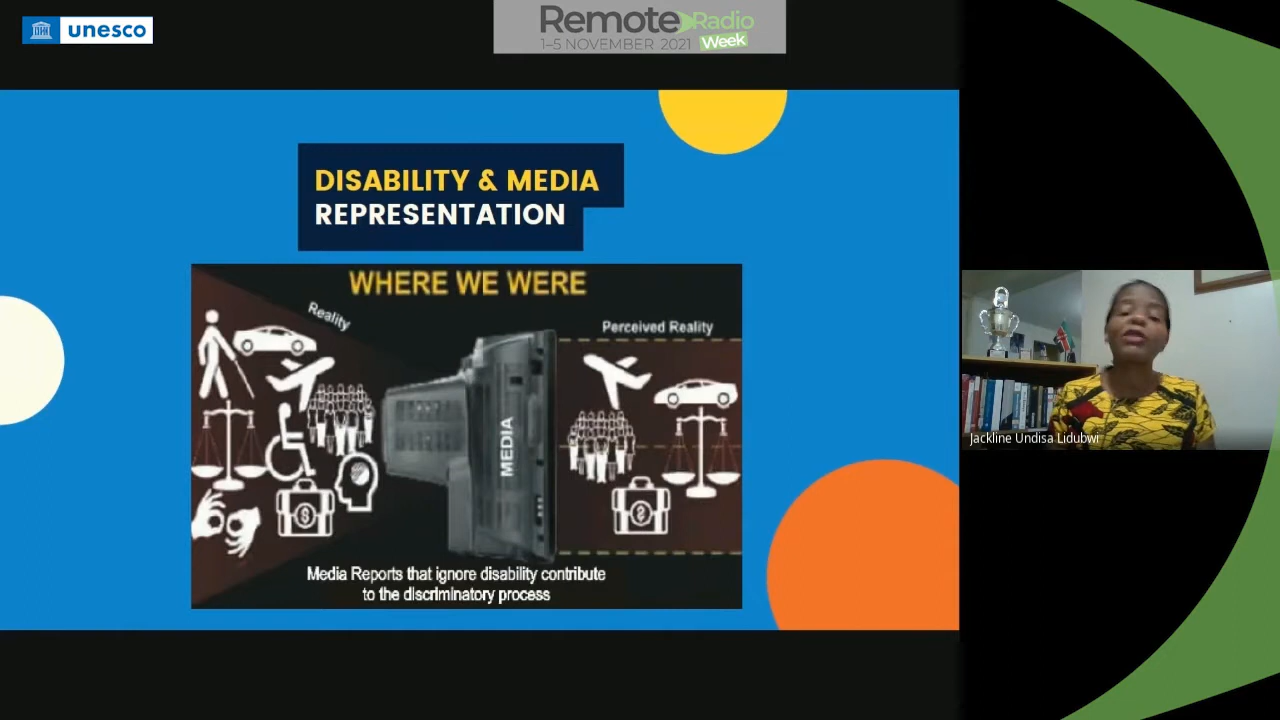 unesco
Remote Radio
1–5 NOVEMBER 2021 Week
DISABILITY & MEDIA
REPRESENTATION
WHERE WE WERE
Reality
Perceived Reality
MEDIA
Media Reports that ignore disability contribute
to the discriminatory process
Jackline Undisa Lidubwi